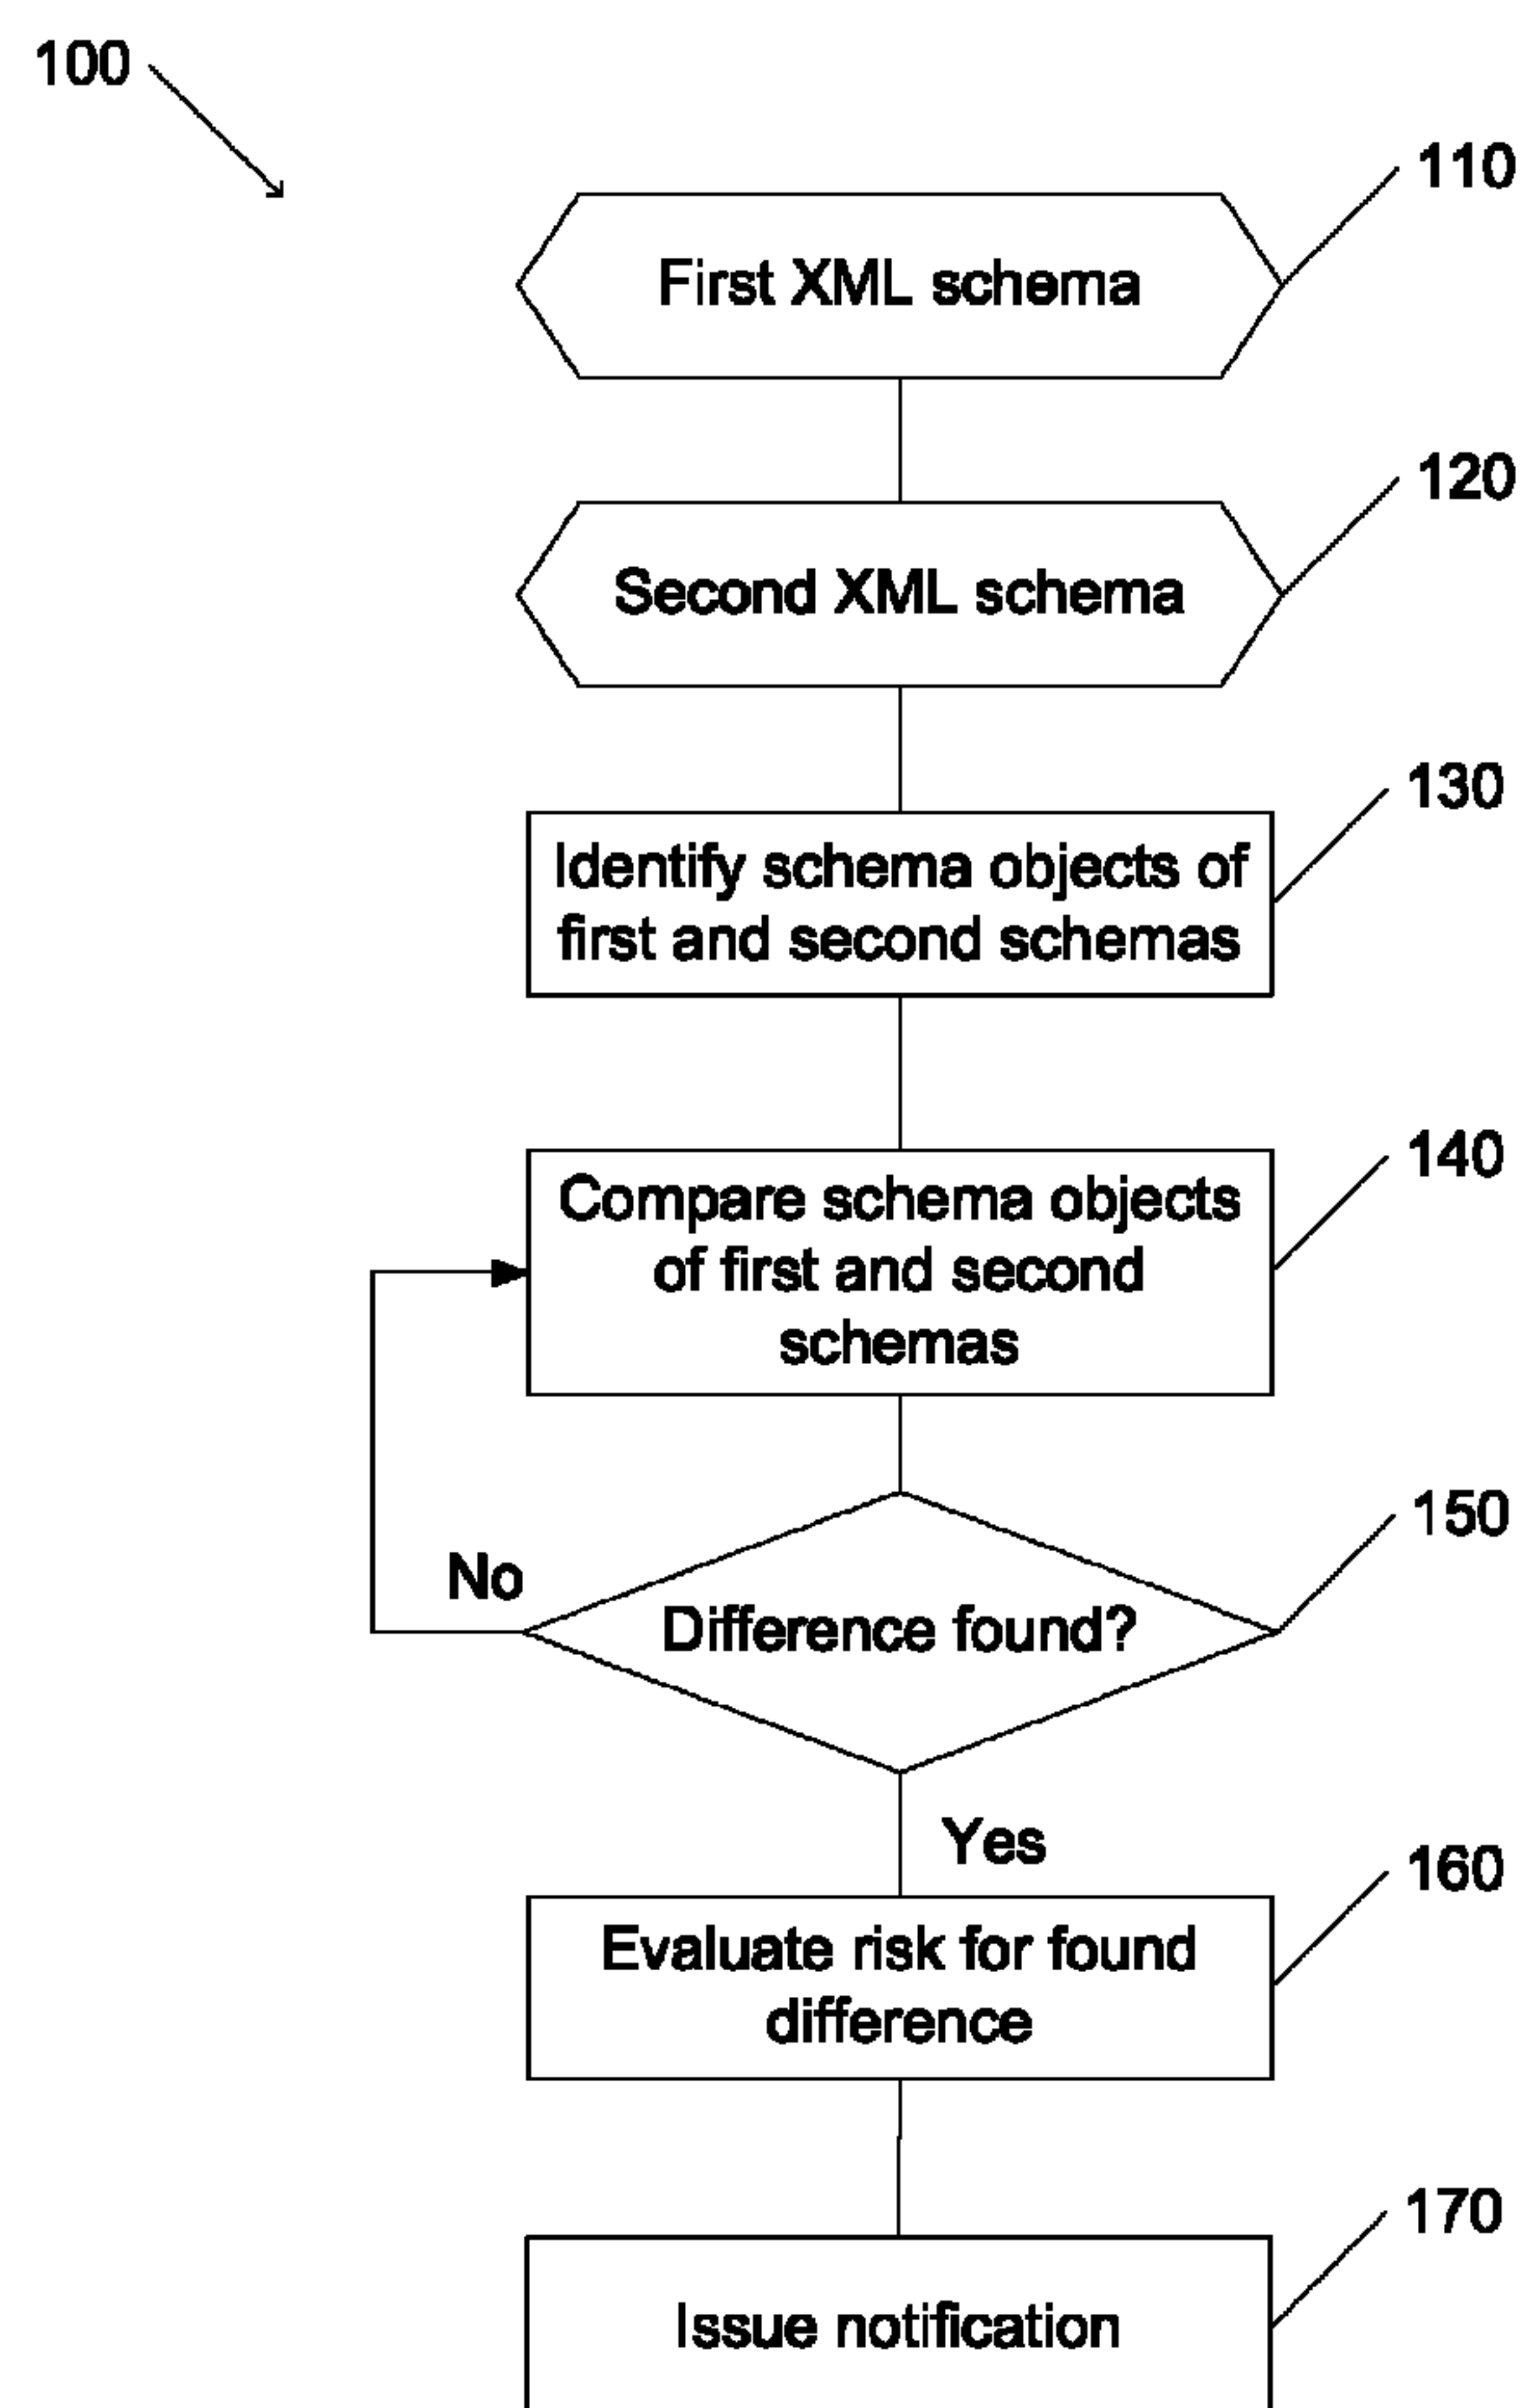 100
110
First XML schema
120
Second XML schema
130
Identify schema objects of
first and second schemas
140
Compare schema objects
of first and second
schemas
150
No
Difference found?
Yes
160
Evaluate risk for found
difference
170
Issue notification